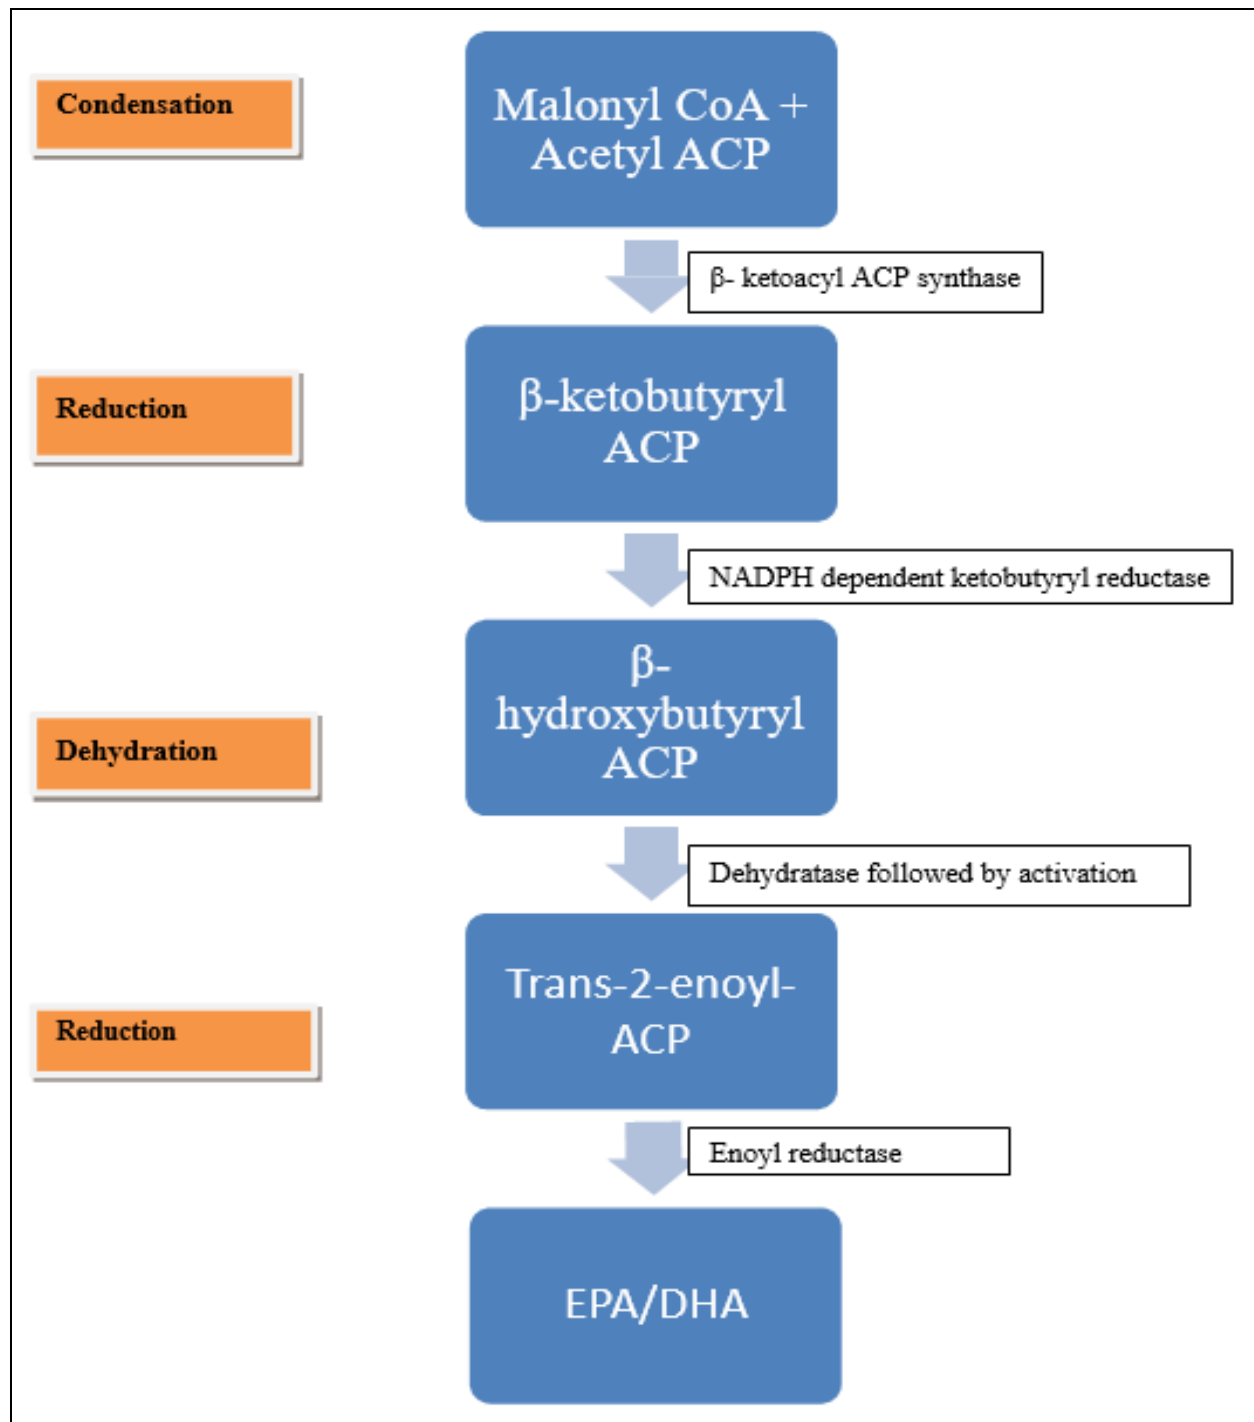 Condensation
Malonyl CoA +
Acetyl ACP
β- ketoacyl ACP synthase
Reduction
β-ketobutyryl
ACP
NADPH dependent ketobutyryl reductase
β-
hydroxybutyryl
ACP
Dehydration
Dehydratase followed by activation
Trans-2-enoyl-
ACP
Reduction
Enoyl reductase
EPA/DHA